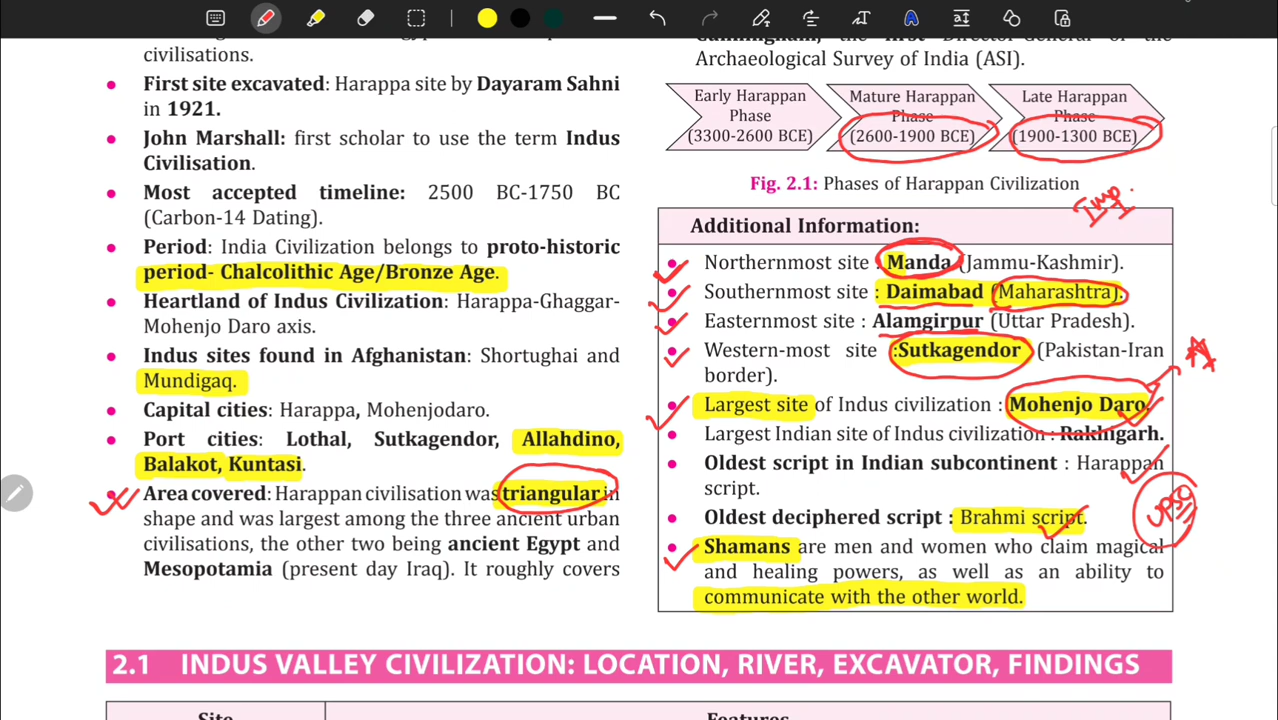 civilisations.
• First site excavated: Harappa site by Dayaram Sahni
in 1921.
• John Marshall: first scholar to use the term Indus
Civilisation.
• Most accepted timeline: 2500 BC-1750 BC
(Carbon-14 Dating).
• Period: India Civilization belongs to proto-historic
period- Chalcolithic Age/Bronze Age.
• Heartland of Indus Civilization: Harappa-Ghaggar-
Mohenjo Daro axis.
• Indus sites found in Afghanistan: Shortughai and
Mundigaq.
• Capital cities: Harappa, Mohenjodaro.
• Port cities: Lothal, Sutkagendor, Allahdino,
Balakot, Kuntasi.
• Area covered: Harappan civilisation was triangular in
shape and was largest among the three ancient urban
civilisations, the other two being ancient Egypt and
Mesopotamia (present day Iraq). It roughly covers
Cunningham, the first Director-General of the
Archaeological Survey of India (ASI).
Early Harappan
Phase
(3300-2600 BCE)
Mature Harappan
Phase
(2600-1900 BCE)
Late Harappan
Phase
(1900-1300 BCE)
Fig. 2.1: Phases of Harappan Civilization
Imp.
Additional Information:
• Northernmost site : Manda (Jammu-Kashmir).
• Southernmost site : Daimabad (Maharashtra).
• Easternmost site : Alamgirpur (Uttar Pradesh).
• Western-most site :Sutkagendor (Pakistan-Iran
border).
• Largest site of Indus civilization : Mohenjo Daro.
• Largest Indian site of Indus civilization : Rakhigarh.
• Oldest script in Indian subcontinent : Harappan
script.
• Oldest deciphered script : Brahmi script.
UPSC
• Shamans are men and women who claim magical
and healing powers, as well as an ability to
communicate with the other world.
2.1 INDUS VALLEY CIVILIZATION: LOCATION, RIVER, EXCAVATOR, FINDINGS
Site
Features